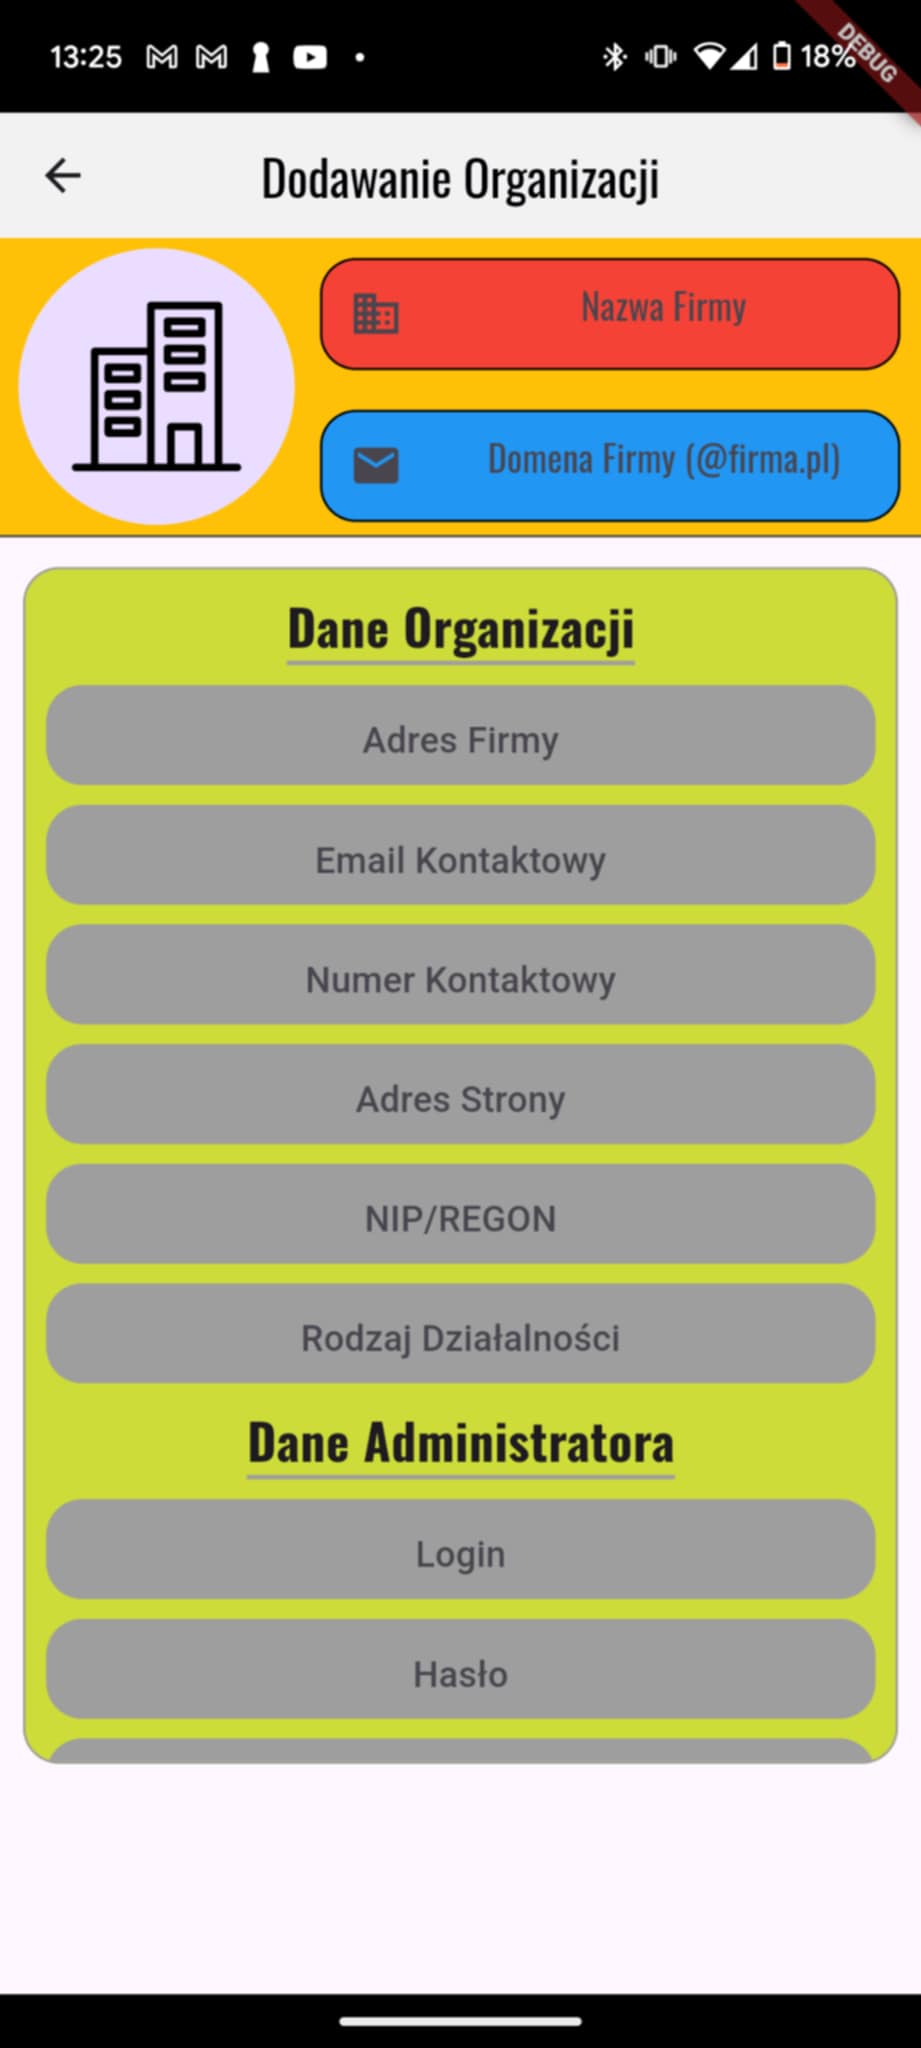 13:25
18%
DEBUG
Dodawanie Organizacji
Nazwa Firmy
Domena Firmy (@firma.pl)
Dane Organizacji
Adres Firmy
Email Kontaktowy
Numer Kontaktowy
Adres Strony
NIP/REGON
Rodzaj Działalności
Dane Administratora
Login
Hasło